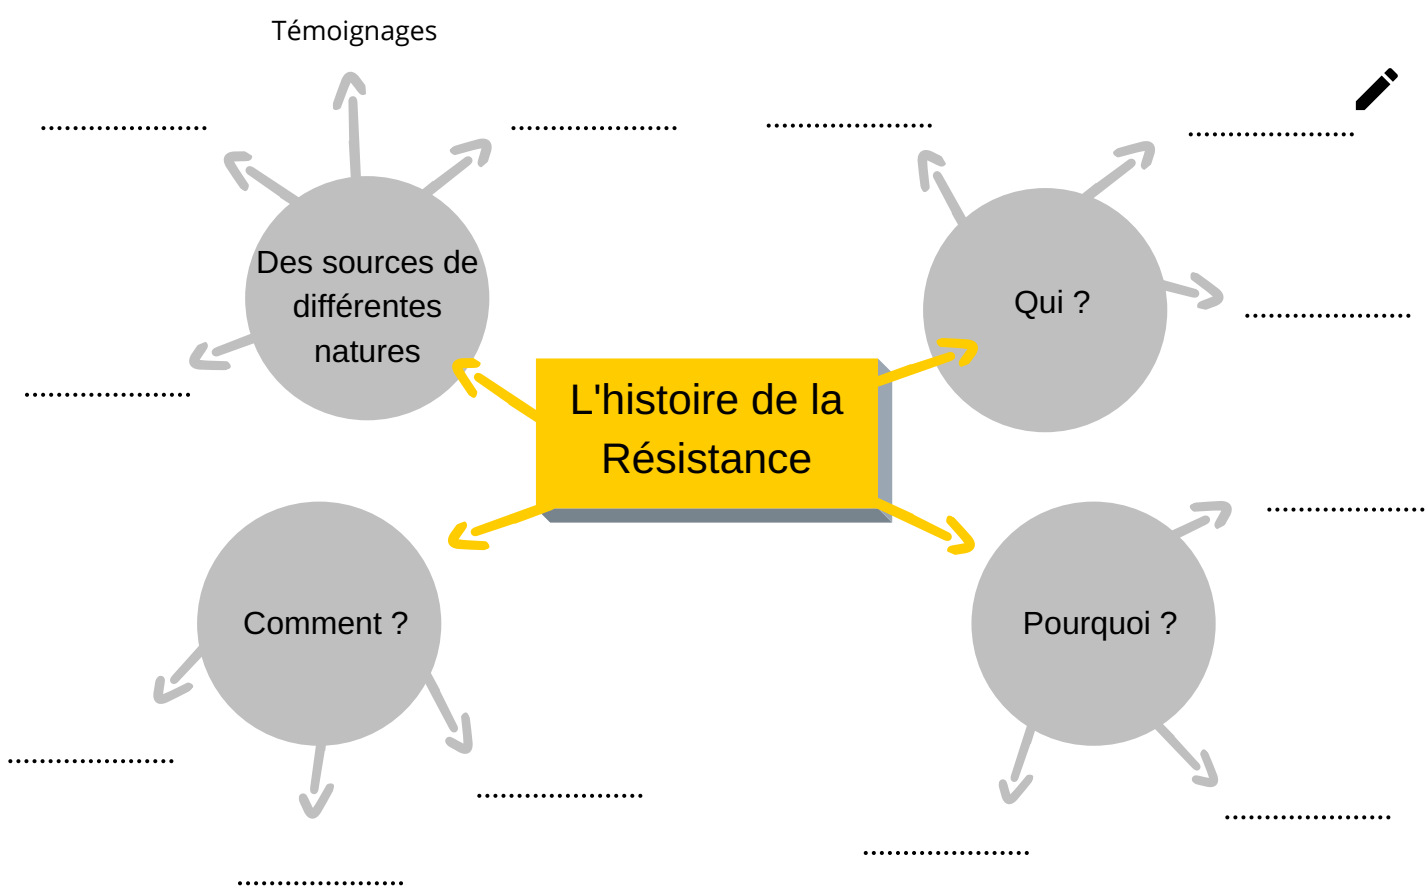 Témoignages
.....................
.....................
.....................
.....................
Des sources de
différentes
natures
Qui ?
.....................
.....................
L'histoire de la
Résistance
....................
Comment ?
Pourquoi ?
.....................
.....................
.....................
.....................
.....................